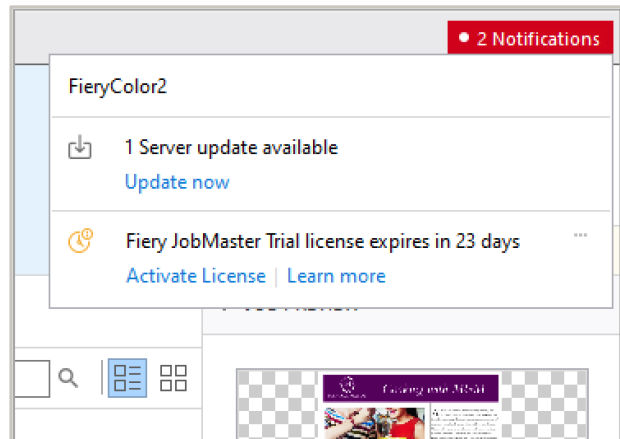 2 Notifications
FieryColor2
1 Server update available
Update now
Fiery JobMaster Trial license expires in 23 days
Activate License | Learn more